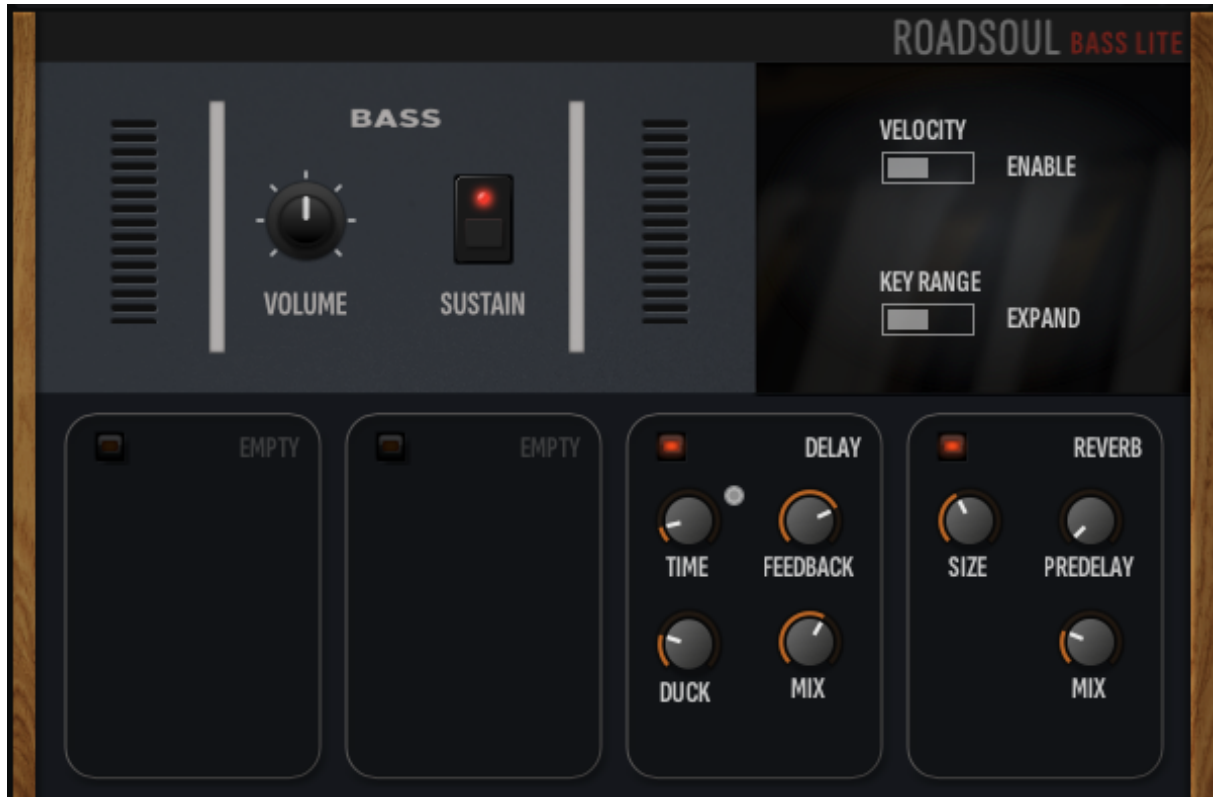 ROADSOUL BASS LITE
BASS
VOLUME
SUSTAIN
VELOCITY
ENABLE
KEY RANGE
EXPAND
EMPTY
EMPTY
DELAY
TIME
FEEDBACK
DUCK
MIX
REVERB
SIZE
PREDELAY
MIX